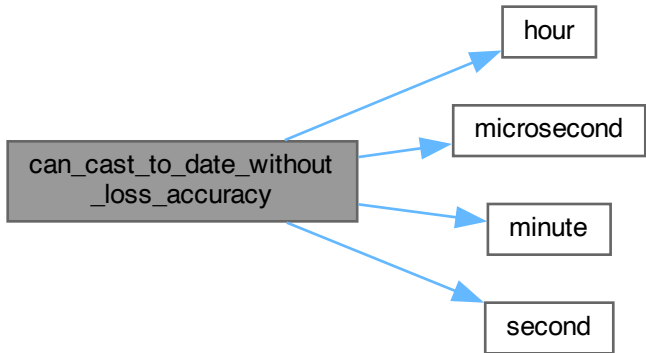 can_cast_to_date_without
_loss_accuracy
hour
microsecond
minute
second